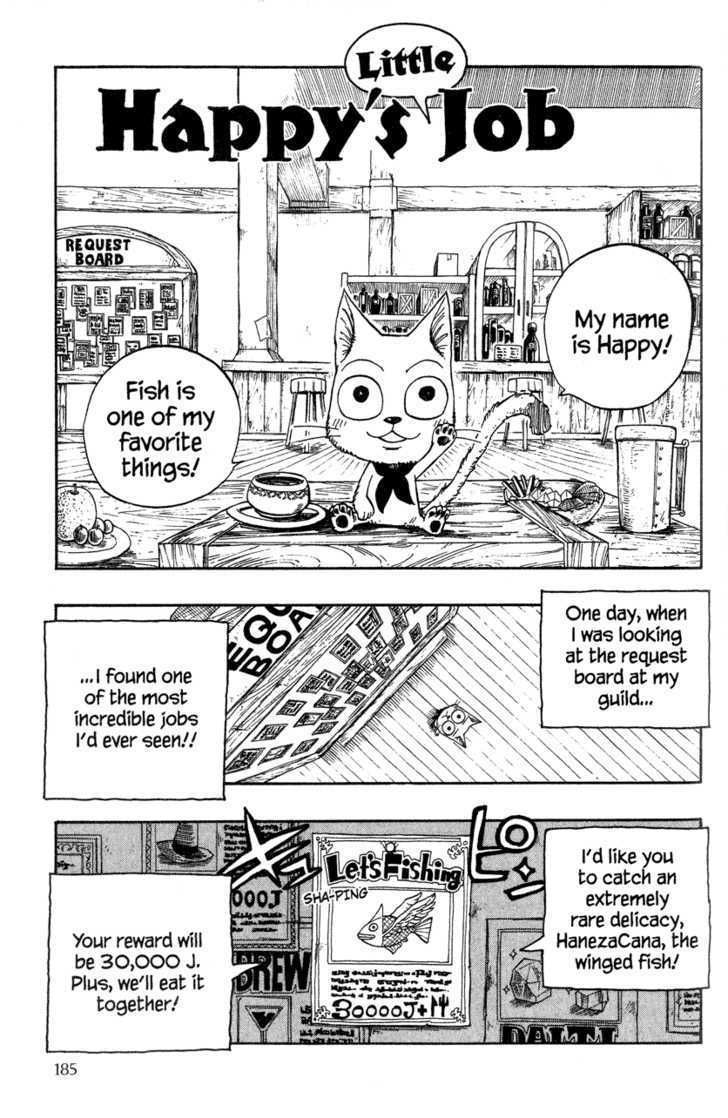 Little
Happy's Job
REQUEST
BOARD
My name
is Happy!
Fish is
one of my
favorite
things!
One day, when
I was looking
at the request
board at my
guild...
...I found one
of the most
incredible jobs
I'd ever seen!!
I'd like you
to catch an
extremely
rare delicacy,
HanezaCana, the
winged fish!
Let's Fishing
SHA-PING
30000J+
000J
BREW
Your reward will
be 30,000 J.
Plus, we'll eat it
together!
185